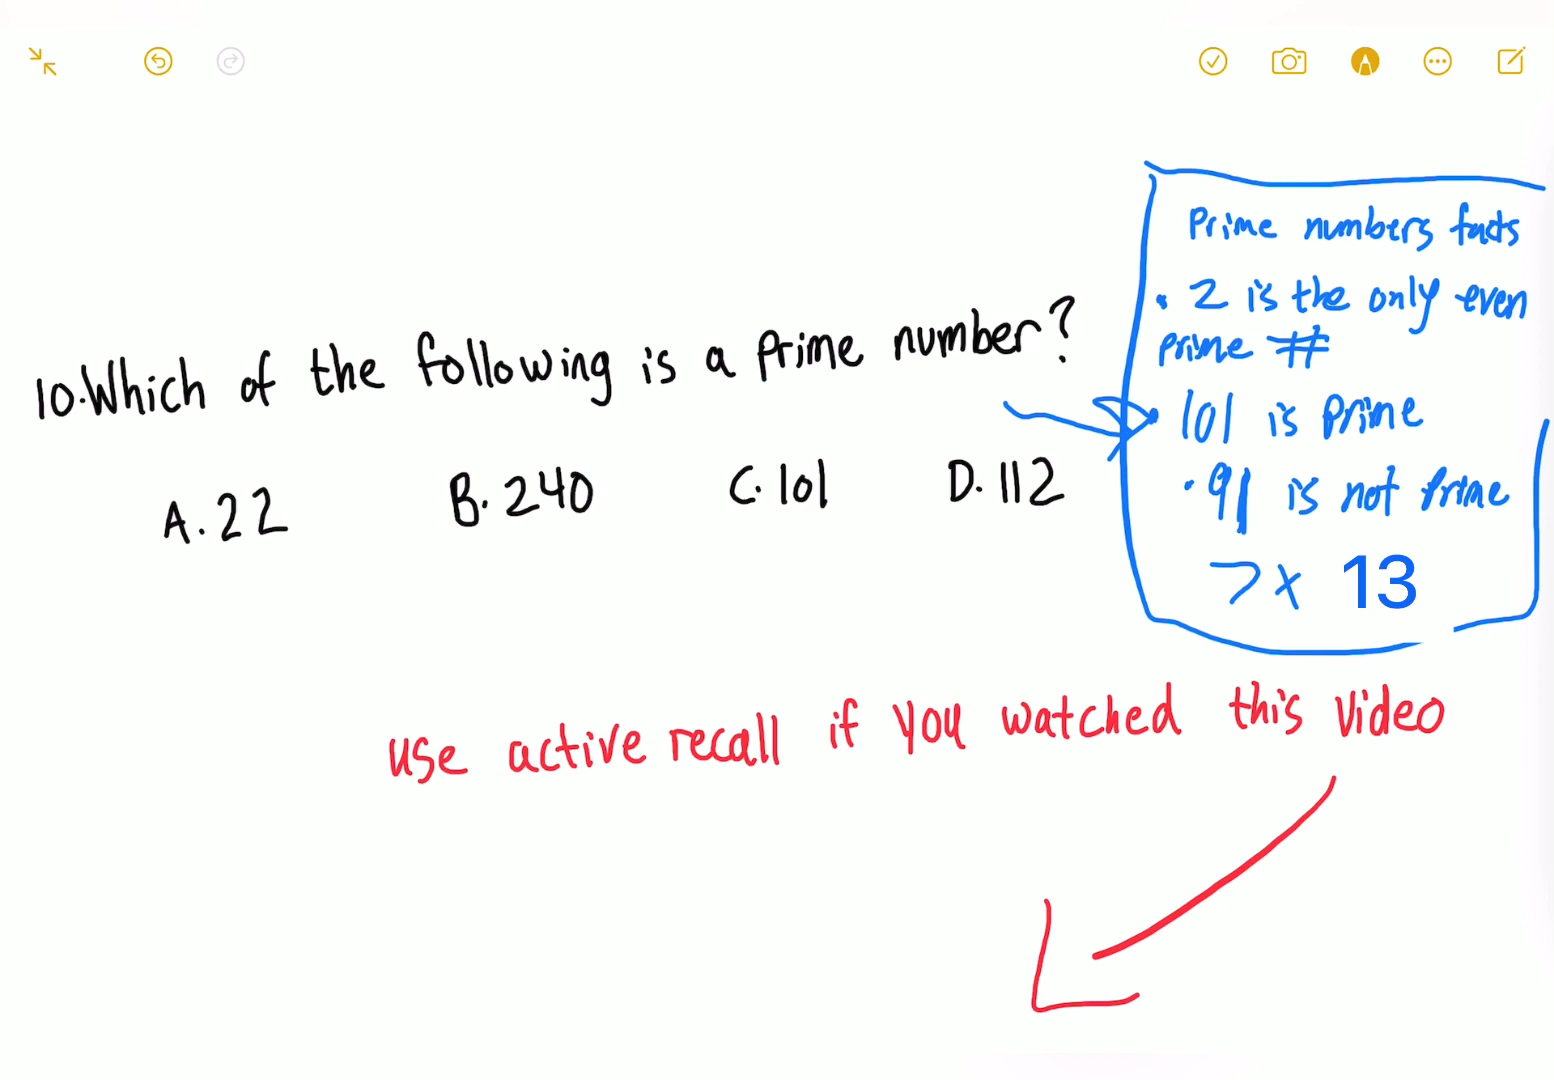 10. Which of the following is a prime number?
A. 22 B. 240 C. 101 D. 112
Prime numbers facts
• 2 is the only even
prime #
• 101 is prime
• 91 is not prime
7 x 13
use active recall if you watched this video